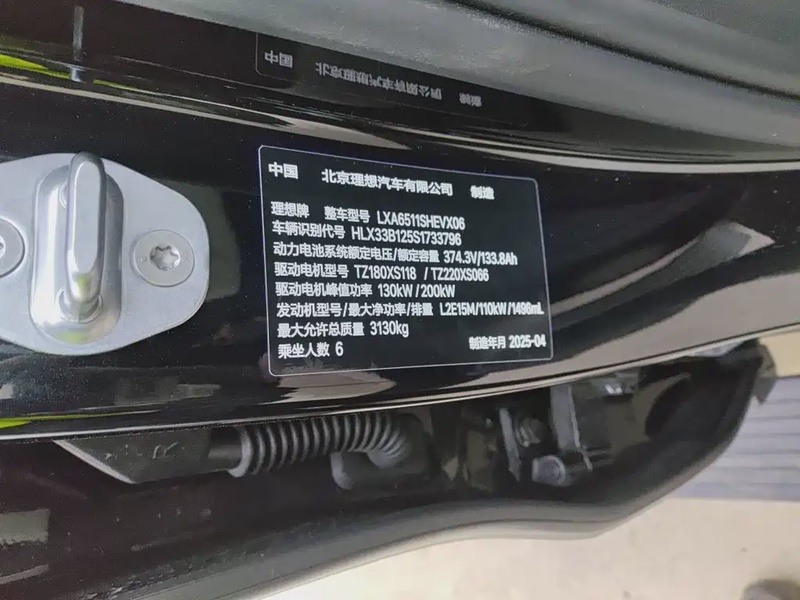 中国 北京理想汽车有限公司 制造
理想牌 整车型号 LXA6511SHEVX06
车辆识别代号 HLX33B125S1733796
动力电池系统额定电压/额定容量 374.3V/133.8Ah
驱动电机型号 TZ180XS118 /TZ220XS066
驱动电机峰值功率 130kW /200kW
发动机型号/最大净功率/排量 L2E15M/110kW/1496mL
最大允许总质量 3130kg
乘坐人数 6 制造年月 2025-04